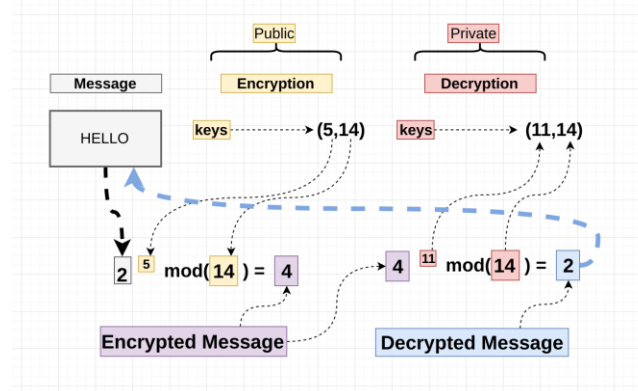 Public
Private
Message
Encryption
Decryption
HELLO
keys
(5,14)
keys
(11,14)
2 5 mod( 14 ) = 4
4 11 mod( 14 ) = 2
Encrypted Message
Decrypted Message